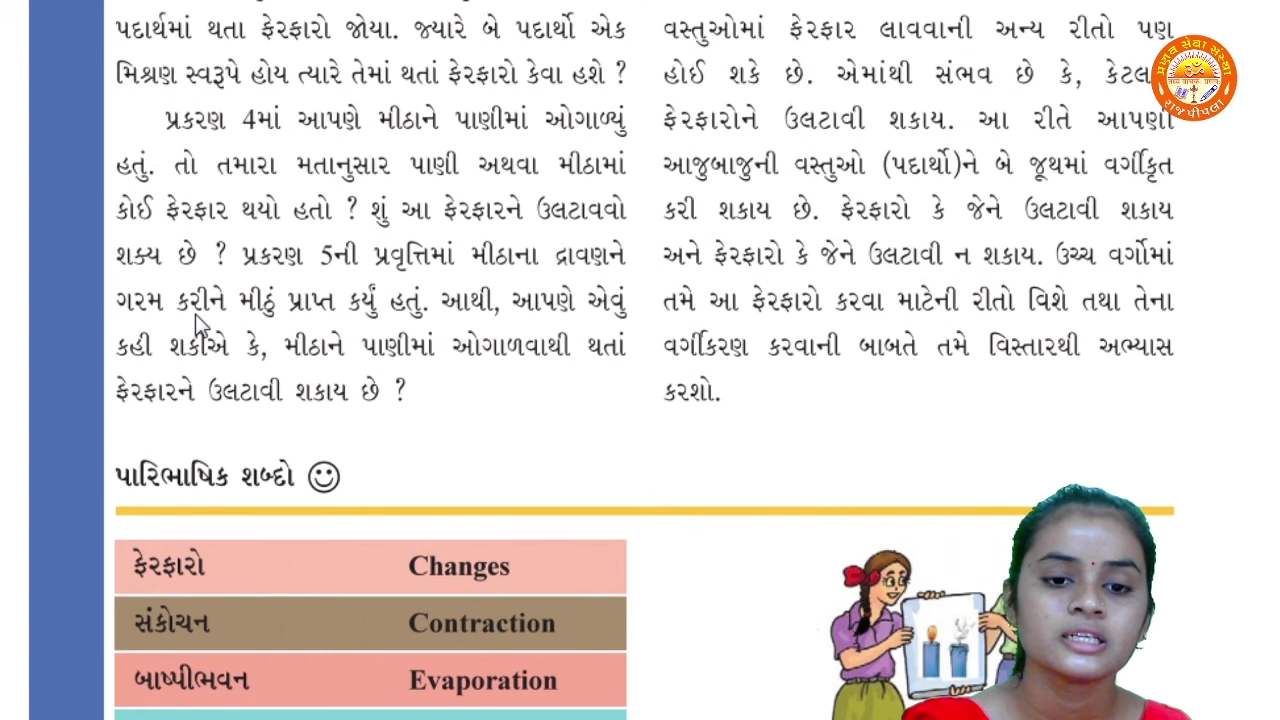 પદાર્થમાં થતા ફેરફારો જોયા. જ્યારે બે પદાર્થો એક
મિશ્રણ સ્વરૂપે હોય ત્યારે તેમાં થતાં ફેરફારો કેવા હશે ?
પ્રકરણ 4માં આપણે મીઠાને પાણીમાં ઓગાળ્યું
હતું. તો તમારા મતાનુસાર પાણી અથવા મીઠામાં
કોઈ ફેરફાર થયો હતો ? શું આ ફેરફારને ઉલટાવવો
શક્ય છે ? પ્રકરણ 5ની પ્રવૃત્તિમાં મીઠાના દ્રાવણને
ગરમ કરીને મીઠું પ્રાપ્ત કર્યું હતું. આથી, આપણે એવું
કહી શકીએ કે, મીઠાને પાણીમાં ઓગાળવાથી થતાં
ફેરફારને ઉલટાવી શકાય છે ?
વસ્તુઓમાં ફેરફાર લાવવાની અન્ય રીતો પણ
હોઈ શકે છે. એમાંથી સંભવ છે કે, કેટલ
ફેરફારોને ઉલટાવી શકાય. આ રીતે આપણી
આજુબાજુની વસ્તુઓ (પદાર્થો)ને બે જૂથમાં વર્ગીકૃત
કરી શકાય છે. ફેરફારો કે જેને ઉલટાવી શકાય
અને ફેરફારો કે જેને ઉલટાવી ન શકાય. ઉચ્ચ વર્ગોમાં
તમે આ ફેરફારો કરવા માટેની રીતો વિશે તથા તેના
વર્ગીકરણ કરવાની બાબતે તમે વિસ્તારથી અભ્યાસ
કરશો.
પ્રણવ સેવા સંસ્થા
રાજપીપલા
પારિભાષિક શબ્દો
ફેરફારો Changes
સંકોચન Contraction
બાષ્પીભવન Evaporation